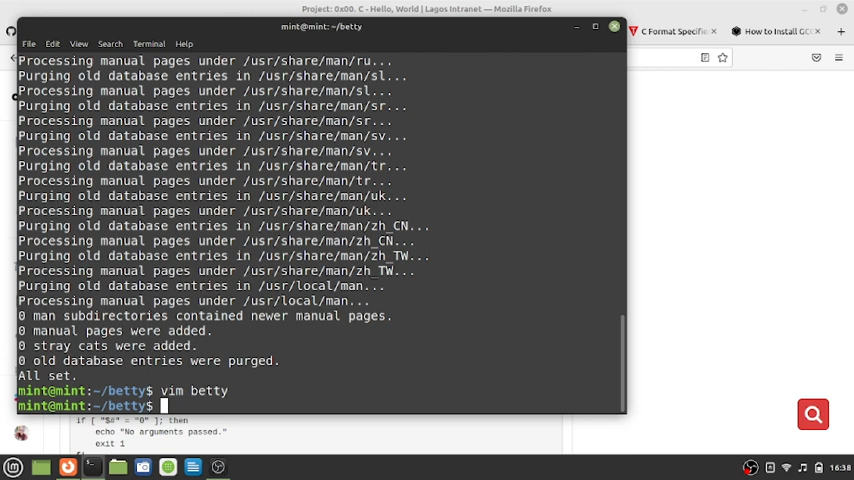 Project: 0x00. C - Hello, World | Lagos Intranet — Mozilla Firefox
mint@mint: ~/betty
File Edit View Search Terminal Help
C Format Specifie
How to Install GC
Processing manual pages under /usr/share/man/ru...
Purging old database entries in /usr/share/man/sl...
Processing manual pages under /usr/share/man/sl...
Purging old database entries in /usr/share/man/sr...
Processing manual pages under /usr/share/man/sr...
Purging old database entries in /usr/share/man/sv...
Processing manual pages under /usr/share/man/sv...
Purging old database entries in /usr/share/man/tr...
Processing manual pages under /usr/share/man/tr...
Purging old database entries in /usr/share/man/uk...
Processing manual pages under /usr/share/man/uk...
Purging old database entries in /usr/share/man/zh_CN...
Processing manual pages under /usr/share/man/zh_CN...
Purging old database entries in /usr/share/man/zh_TW...
Processing manual pages under /usr/share/man/zh_TW...
Purging old database entries in /usr/local/man...
Processing manual pages under /usr/local/man...
0 man subdirectories contained newer manual pages.
0 manual pages were added.
0 stray cats were added.
0 old database entries were purged.
All set.
mint@mint:~/betty$ vim betty
mint@mint:~/betty$
if [ "$#" = "0" ]; then
echo "No arguments passed."
exit 1
16:38